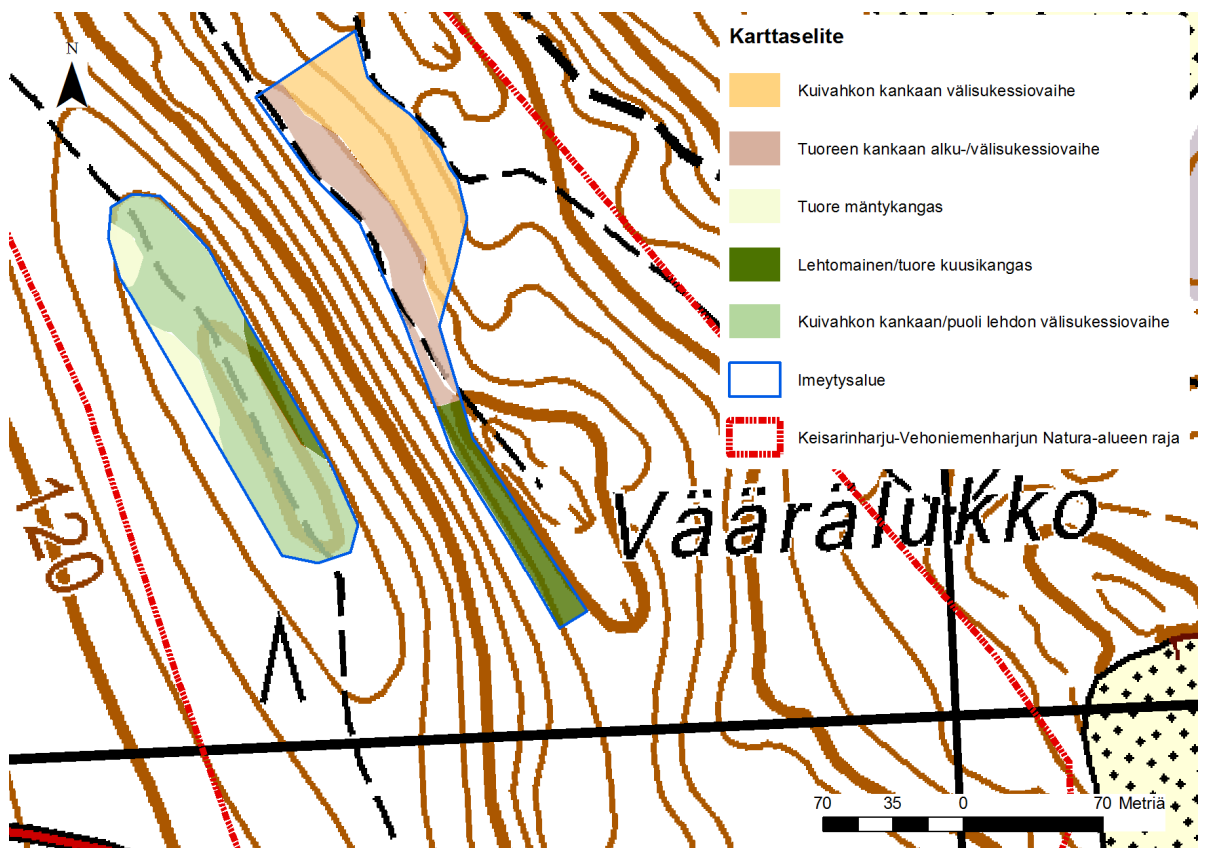 N
Karttaselite
Kuivahkon kankaan välisukessiovaihe
Tuoreen kankaan alku-/välisukessiovaihe
Tuore mäntykangas
Lehtomainen/tuore kuusikangas
Kuivahkon kankaan/puoli lehdon välisukessiovaihe
Imeytysalue
Keisarinharju-Vehoniemenharjun Natura-alueen raja
Väärälukko
120
70 35 0 70 Metriä